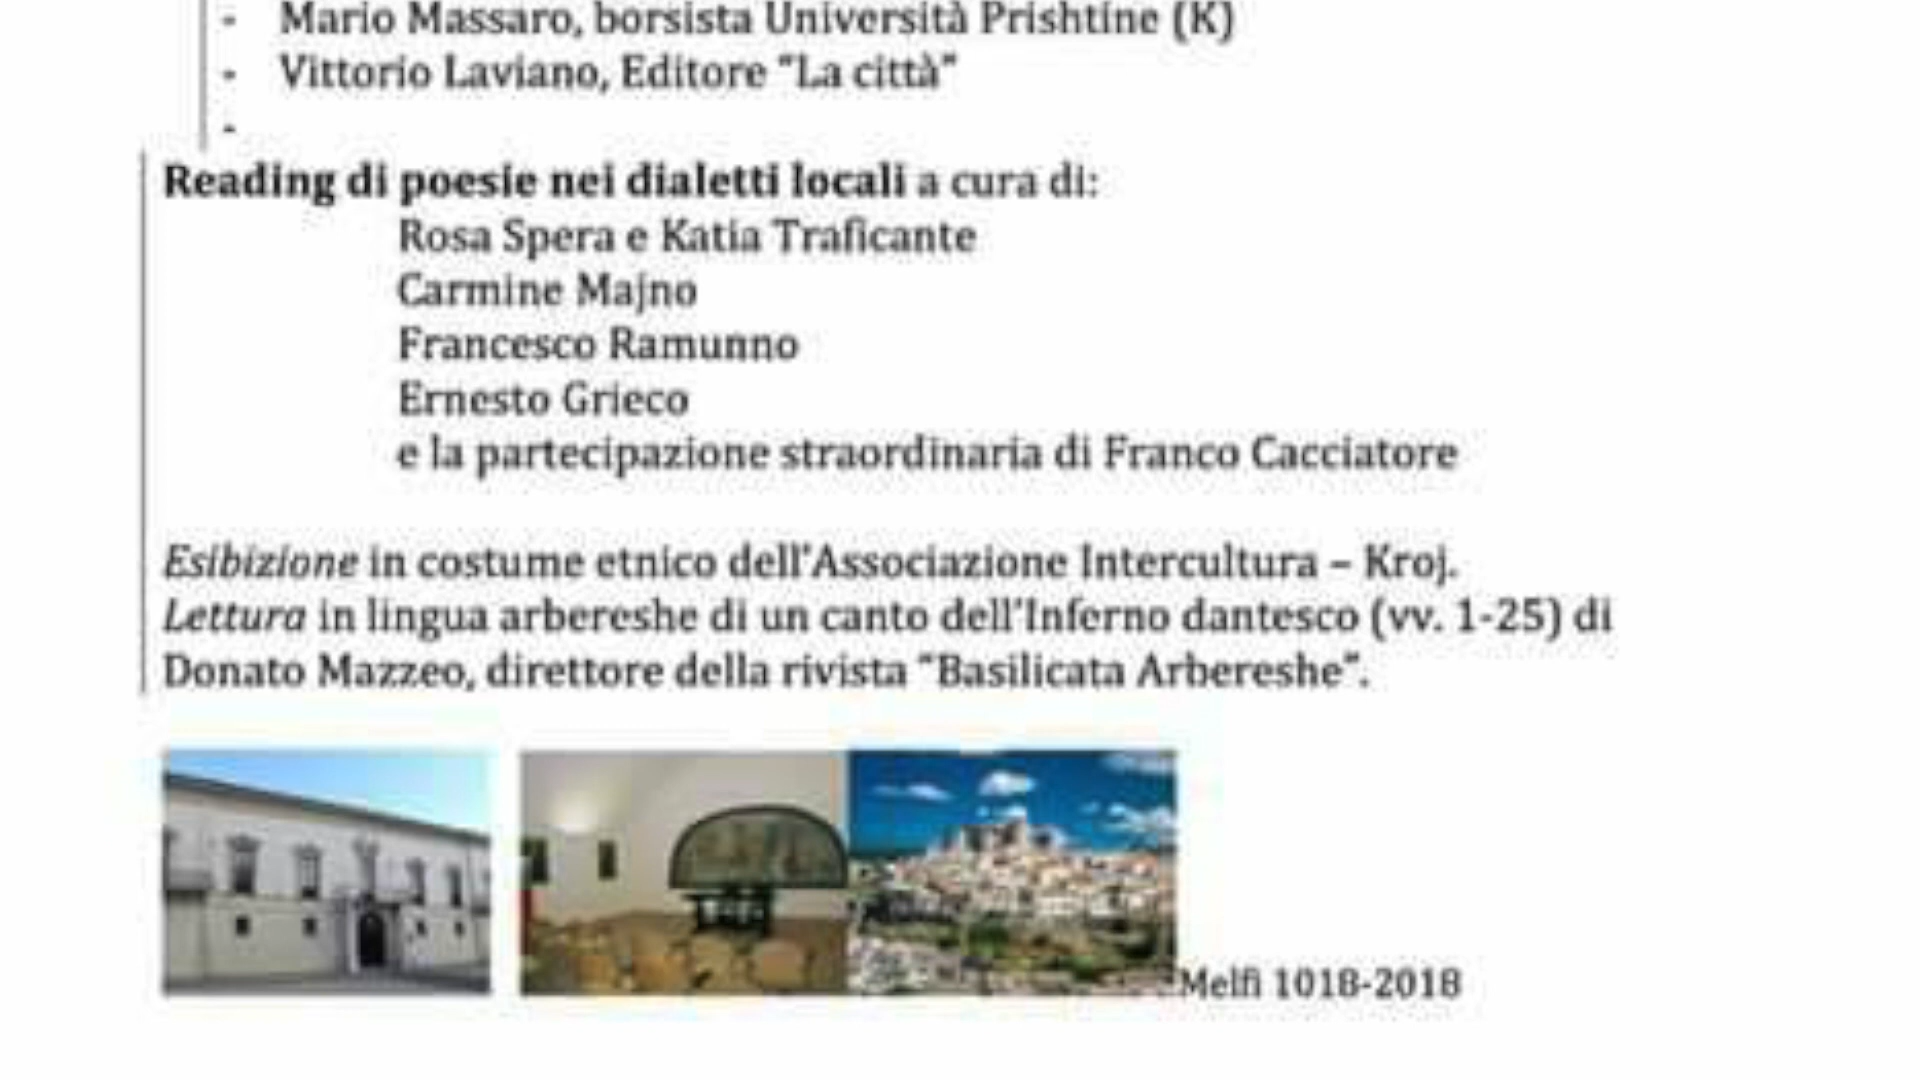 - Mario Massaro, borsista Università Prishtine (K)
- Vittorio Laviano, Editore "La città"
-
Reading di poesie nei dialetti locali a cura di:
Rosa Spera e Katia Traficante
Carmine Majno
Francesco Ramunno
Ernesto Grieco
e la partecipazione straordinaria di Franco Cacciatore
Esibizione in costume etnico dell'Associazione Intercultura – Kroj.
Lettura in lingua arbereshe di un canto dell'Inferno dantesco (vv. 1-25) di
Donato Mazzeo, direttore della rivista "Basilicata Arbereshe".
Melfi 1018-2018